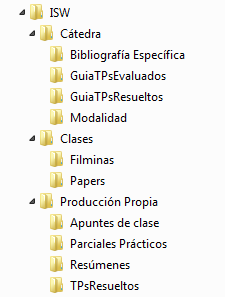 ISW
Cátedra
Bibliografía Específica
GuiaTPsEvaluados
GuiaTPsResueltos
Modalidad
Clases
Filminas
Papers
Producción Propia
Apuntes de clase
Parciales Prácticos
Resúmenes
TPsResueltos